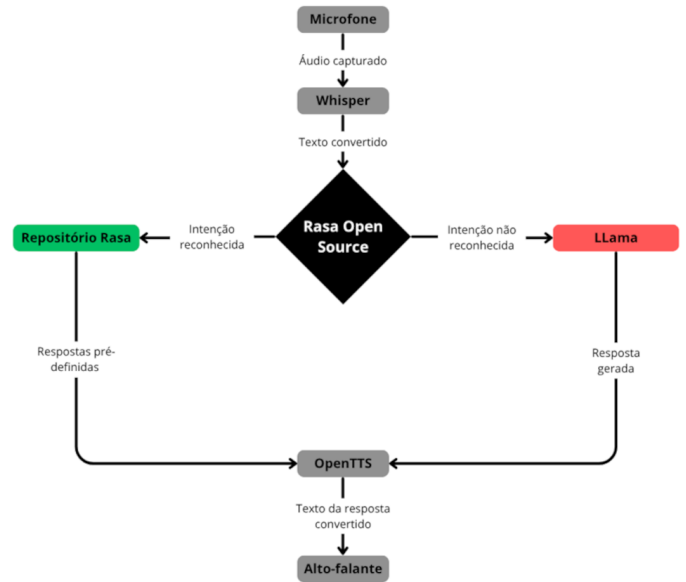 Microfone
Áudio capturado
Whisper
Texto convertido
Rasa Open
Source
Repositório Rasa
Intenção
reconhecida
Intenção não
reconhecida
LLama
Respostas pré-
definidas
Resposta
gerada
OpenTTS
Texto da resposta
convertido
Alto-falante